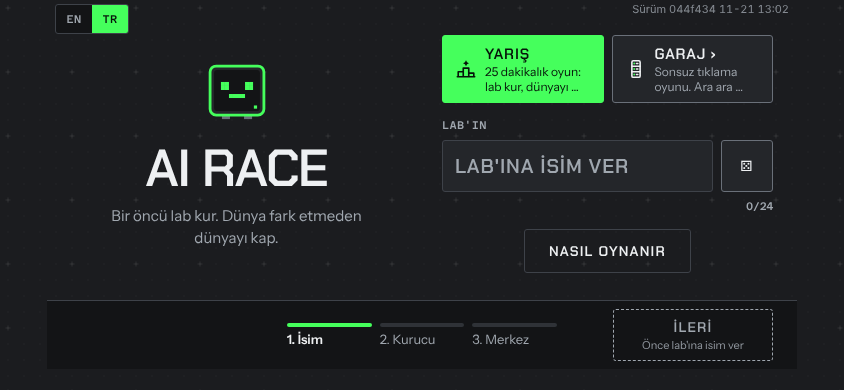 EN TR
Sürüm 044f434 11-21 13:02
AI RACE
Bir öncü lab kur. Dünya fark etmeden
dünyayı kap.
YARIŞ
25 dakikalık oyun:
lab kur, dünyayı ...
GARAJ ›
Sonsuz tıklama
oyunu. Ara ara ...
LAB'IN
LAB'INA İSİM VER
0/24
NASIL OYNANIR
1. İsim
2. Kurucu
3. Merkez
İLERİ
Önce lab'ına isim ver